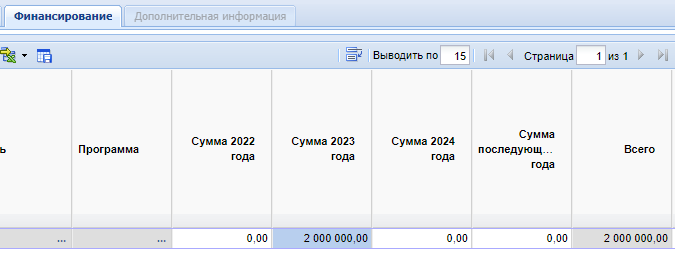 Финансирование Дополнительная информация
Выводить по 15 Страница 1 из 1
ь Программа Сумма 2022 года Сумма 2023 года Сумма 2024 года Сумма последующ... года Всего
... ... 0,00 2 000 000,00 0,00 0,00 2 000 000,00